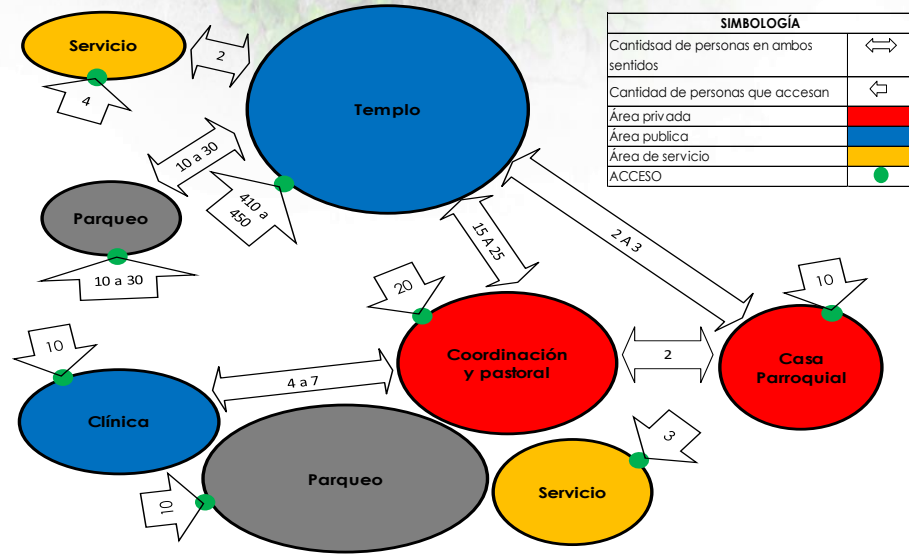 SIMBOLOGÍA
Cantidsad de personas en ambos
sentidos
Cantidad de personas que accesan
Área privada
Área publica
Área de servicio
ACCESO
Servicio
2
4
Templo
10 a 30
410 a
450
Parqueo
10 a 30
15 A 25
2 A 3
20
10
10
Coordinación
y pastoral
2
Casa
Parroquial
4 a 7
Clínica
Parqueo
10
3
Servicio